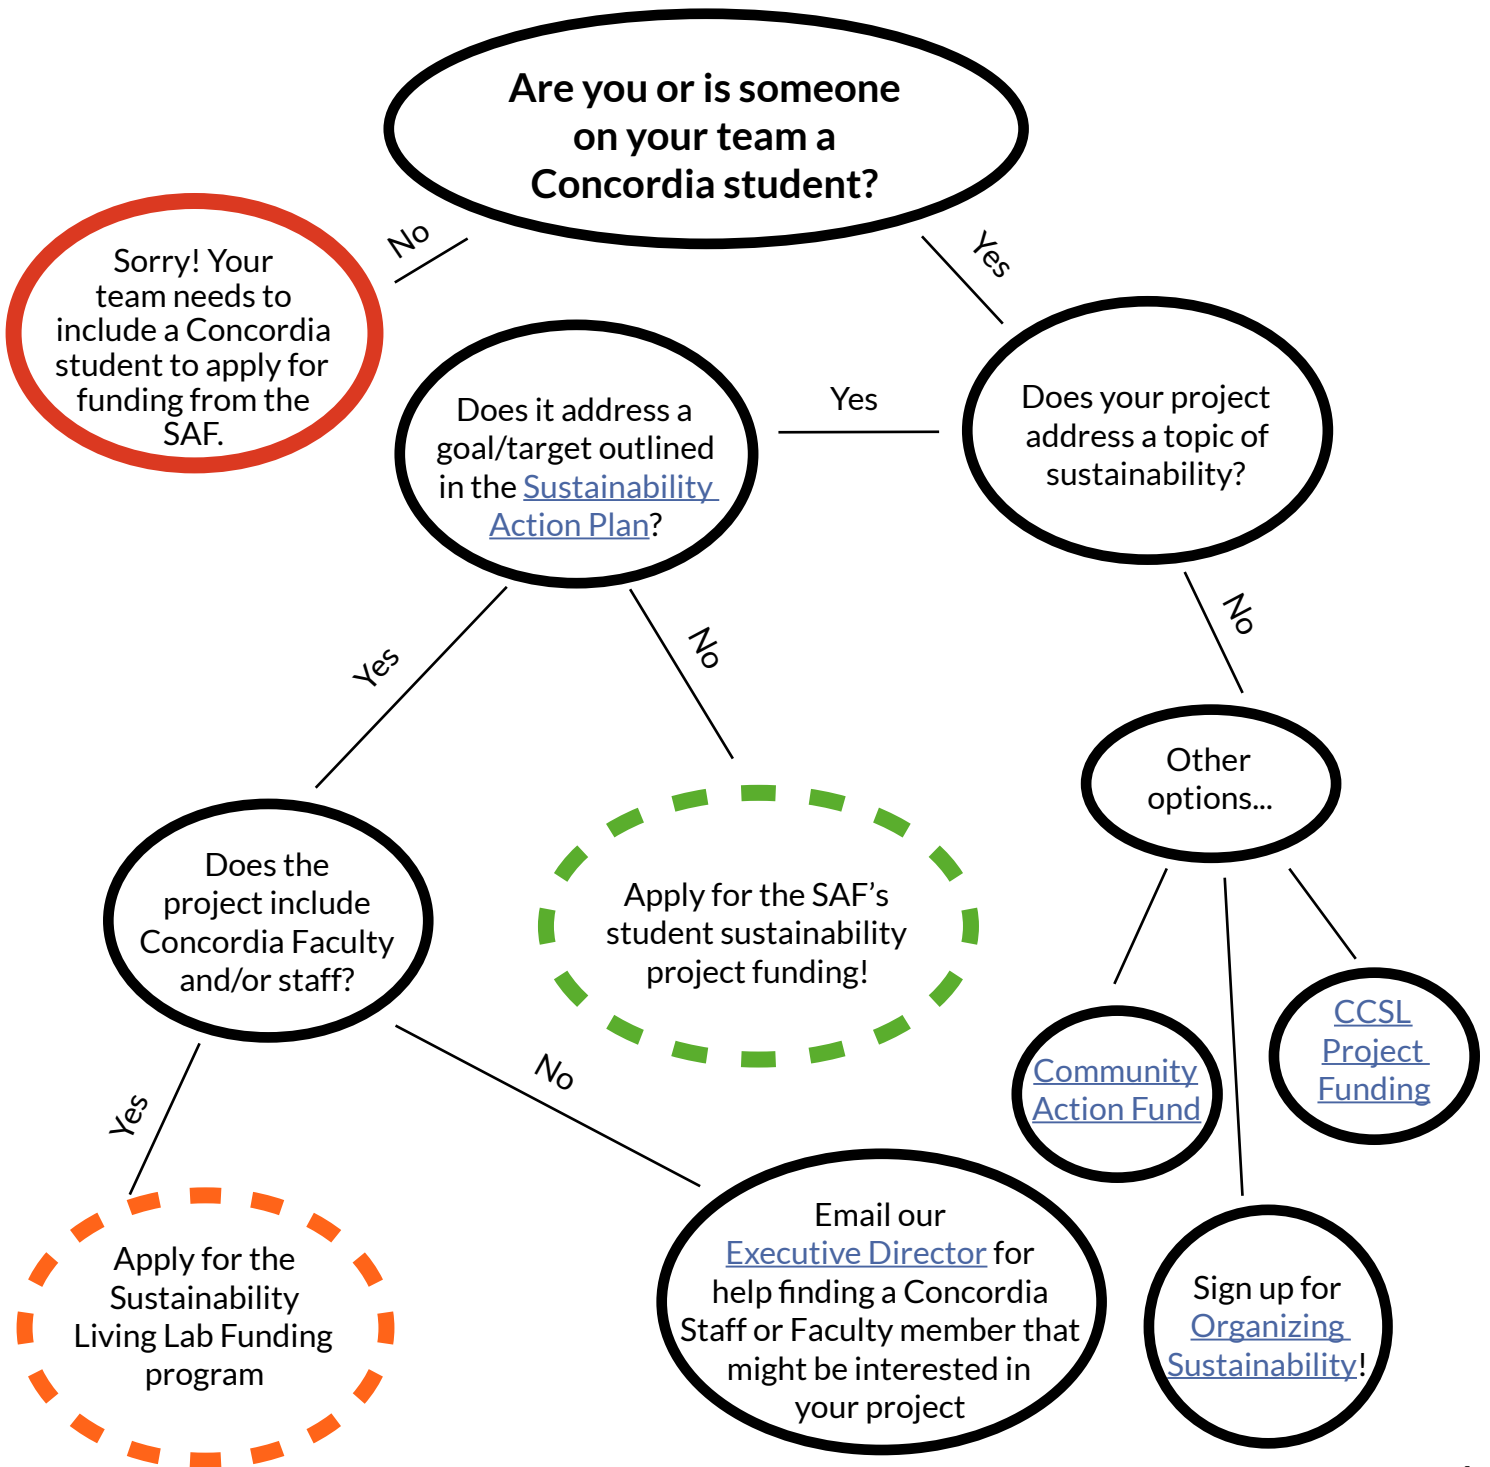 Are you or is someone
on your team a
Concordia student?
No
Yes
Sorry! Your
team needs to
include a Concordia
student to apply for
funding from the
SAF.
Does it address a
goal/target outlined
in the Sustainability
Action Plan?
Yes
Does your project
address a topic of
sustainability?
Yes
No
No
Other
options...
Does the
project include
Concordia Faculty
and/or staff?
Apply for the SAF’s
student sustainability
project funding!
Community
Action Fund
CCSL
Project
Funding
Yes
No
Apply for the
Sustainability
Living Lab Funding
program
Email our
Executive Director for
help finding a Concordia
Staff or Faculty member that
might be interested in
your project
Sign up for
Organizing
Sustainability!